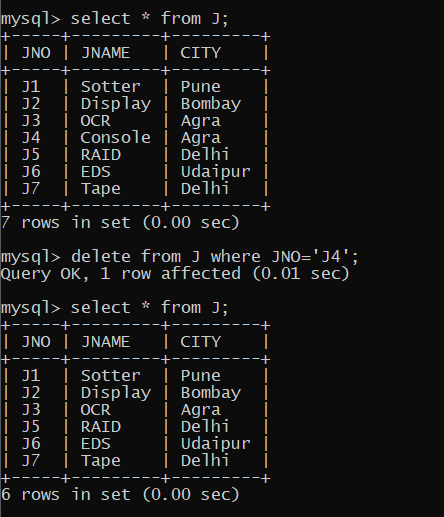 mysql> select * from J;
+-----+---------+---------+
| JNO | JNAME   | CITY    |
+-----+---------+---------+
| J1  | Sotter  | Pune    |
| J2  | Display | Bombay  |
| J3  | OCR     | Agra    |
| J4  | Console | Agra    |
| J5  | RAID    | Delhi   |
| J6  | EDS     | Udaipur |
| J7  | Tape    | Delhi   |
+-----+---------+---------+
7 rows in set (0.00 sec)
mysql> delete from J where JNO='J4';
Query OK, 1 row affected (0.01 sec)
mysql> select * from J;
+-----+---------+---------+
| JNO | JNAME   | CITY    |
+-----+---------+---------+
| J1  | Sotter  | Pune    |
| J2  | Display | Bombay  |
| J3  | OCR     | Agra    |
| J5  | RAID    | Delhi   |
| J6  | EDS     | Udaipur |
| J7  | Tape    | Delhi   |
+-----+---------+---------+
6 rows in set (0.00 sec)